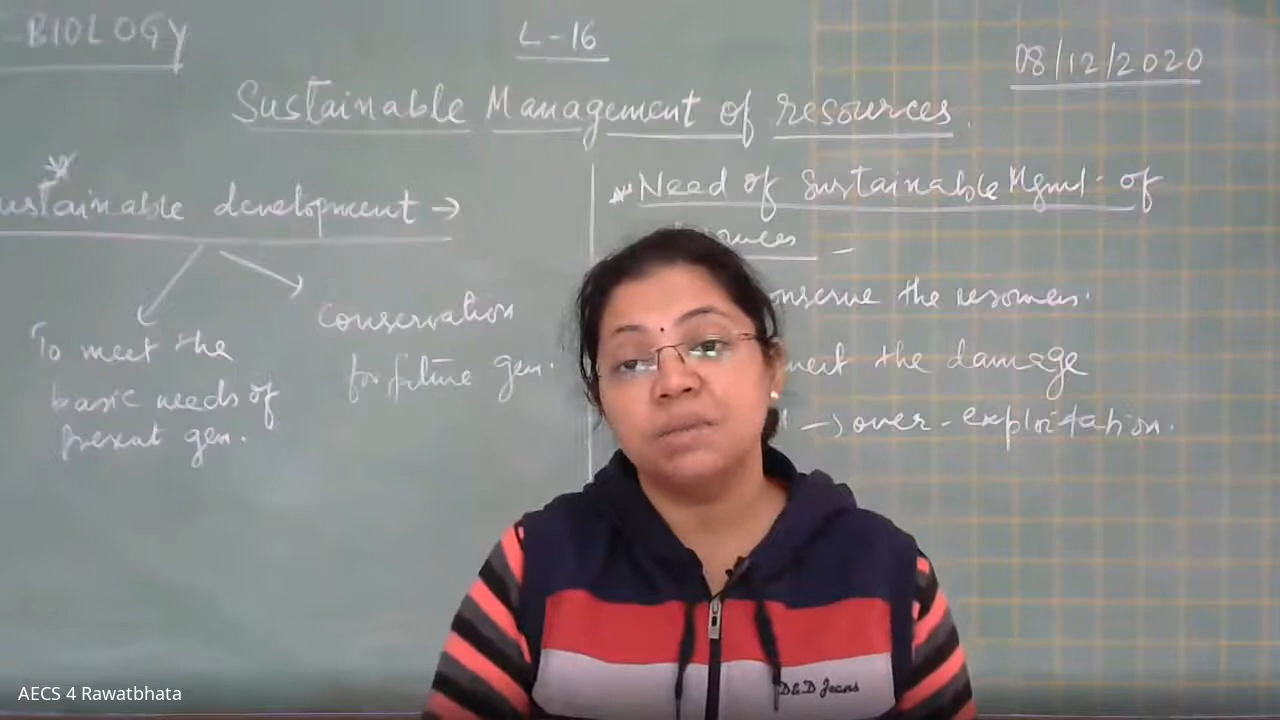 BIOLOGY
L-16
08/12/2020
Sustainable Management of resources.
ustainable development →
To meet the
basic needs of
present gen.
conservation
for future gen.
Need of Sustainable Mgmt. of
ources –
onserve the resources.
meet the damage
→ over-exploitation.
D&D Jeans
AECS 4 Rawatbhata